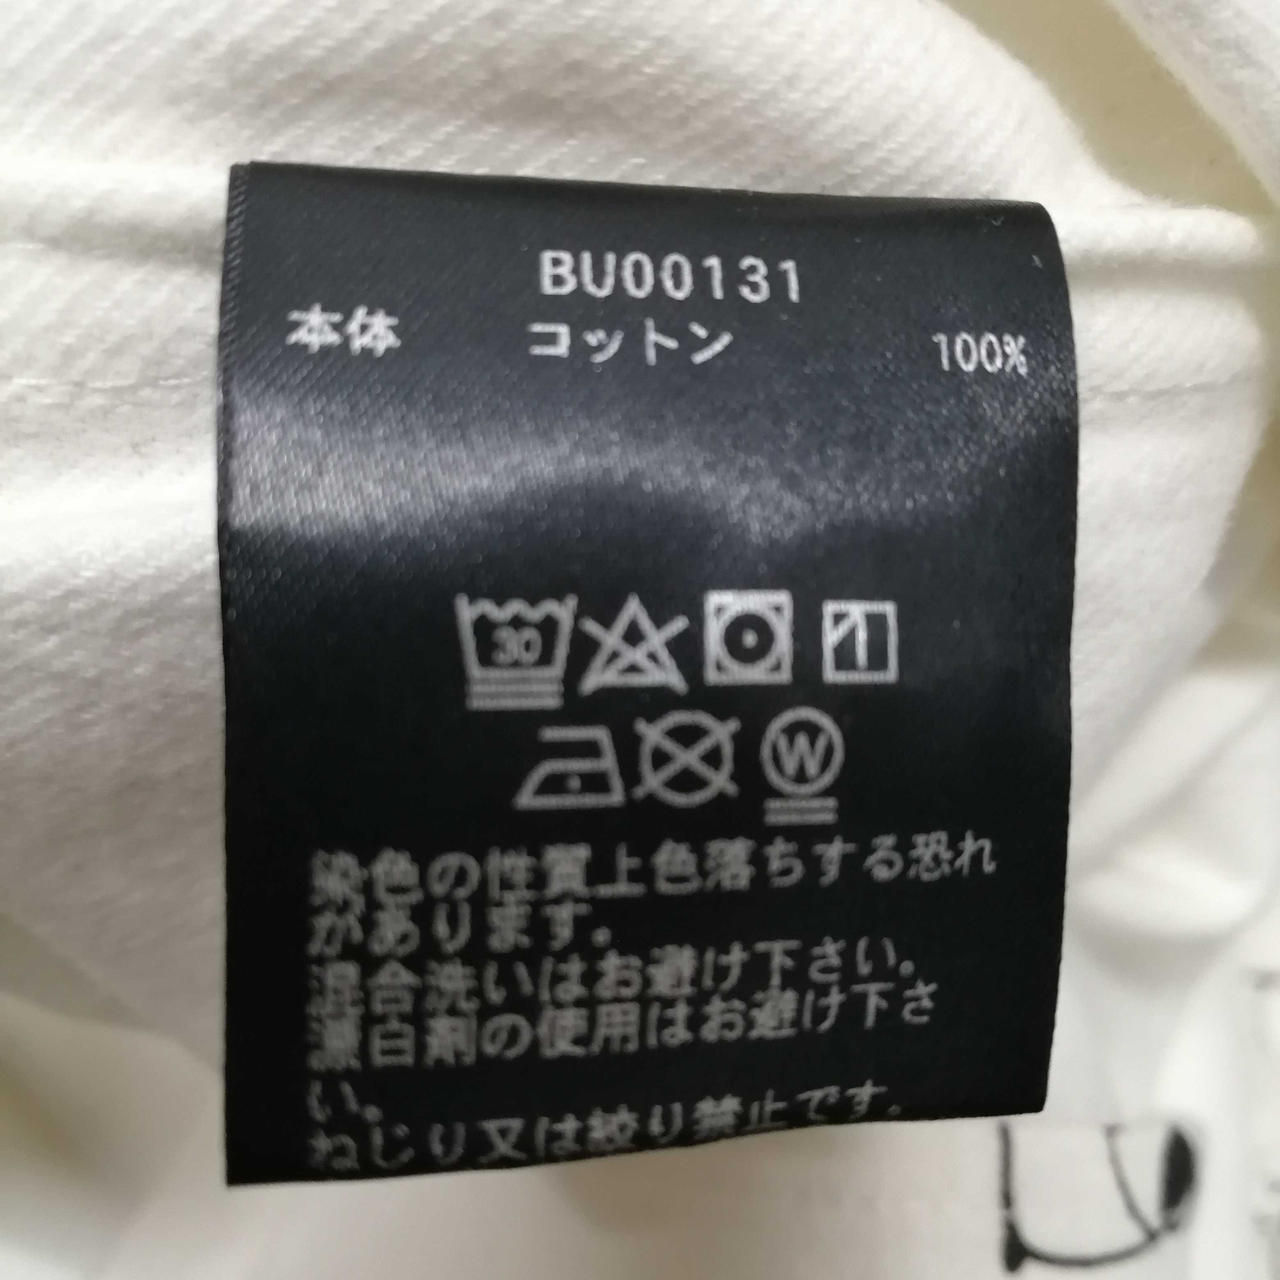 BU00131
本体 コットン 100%
30
W
染色の性質上色落ちする恐れ
があります。
混合洗いはお避け下さい。
漂白剤の使用はお避け下さ
い。
ねじり又は絞り禁止です。